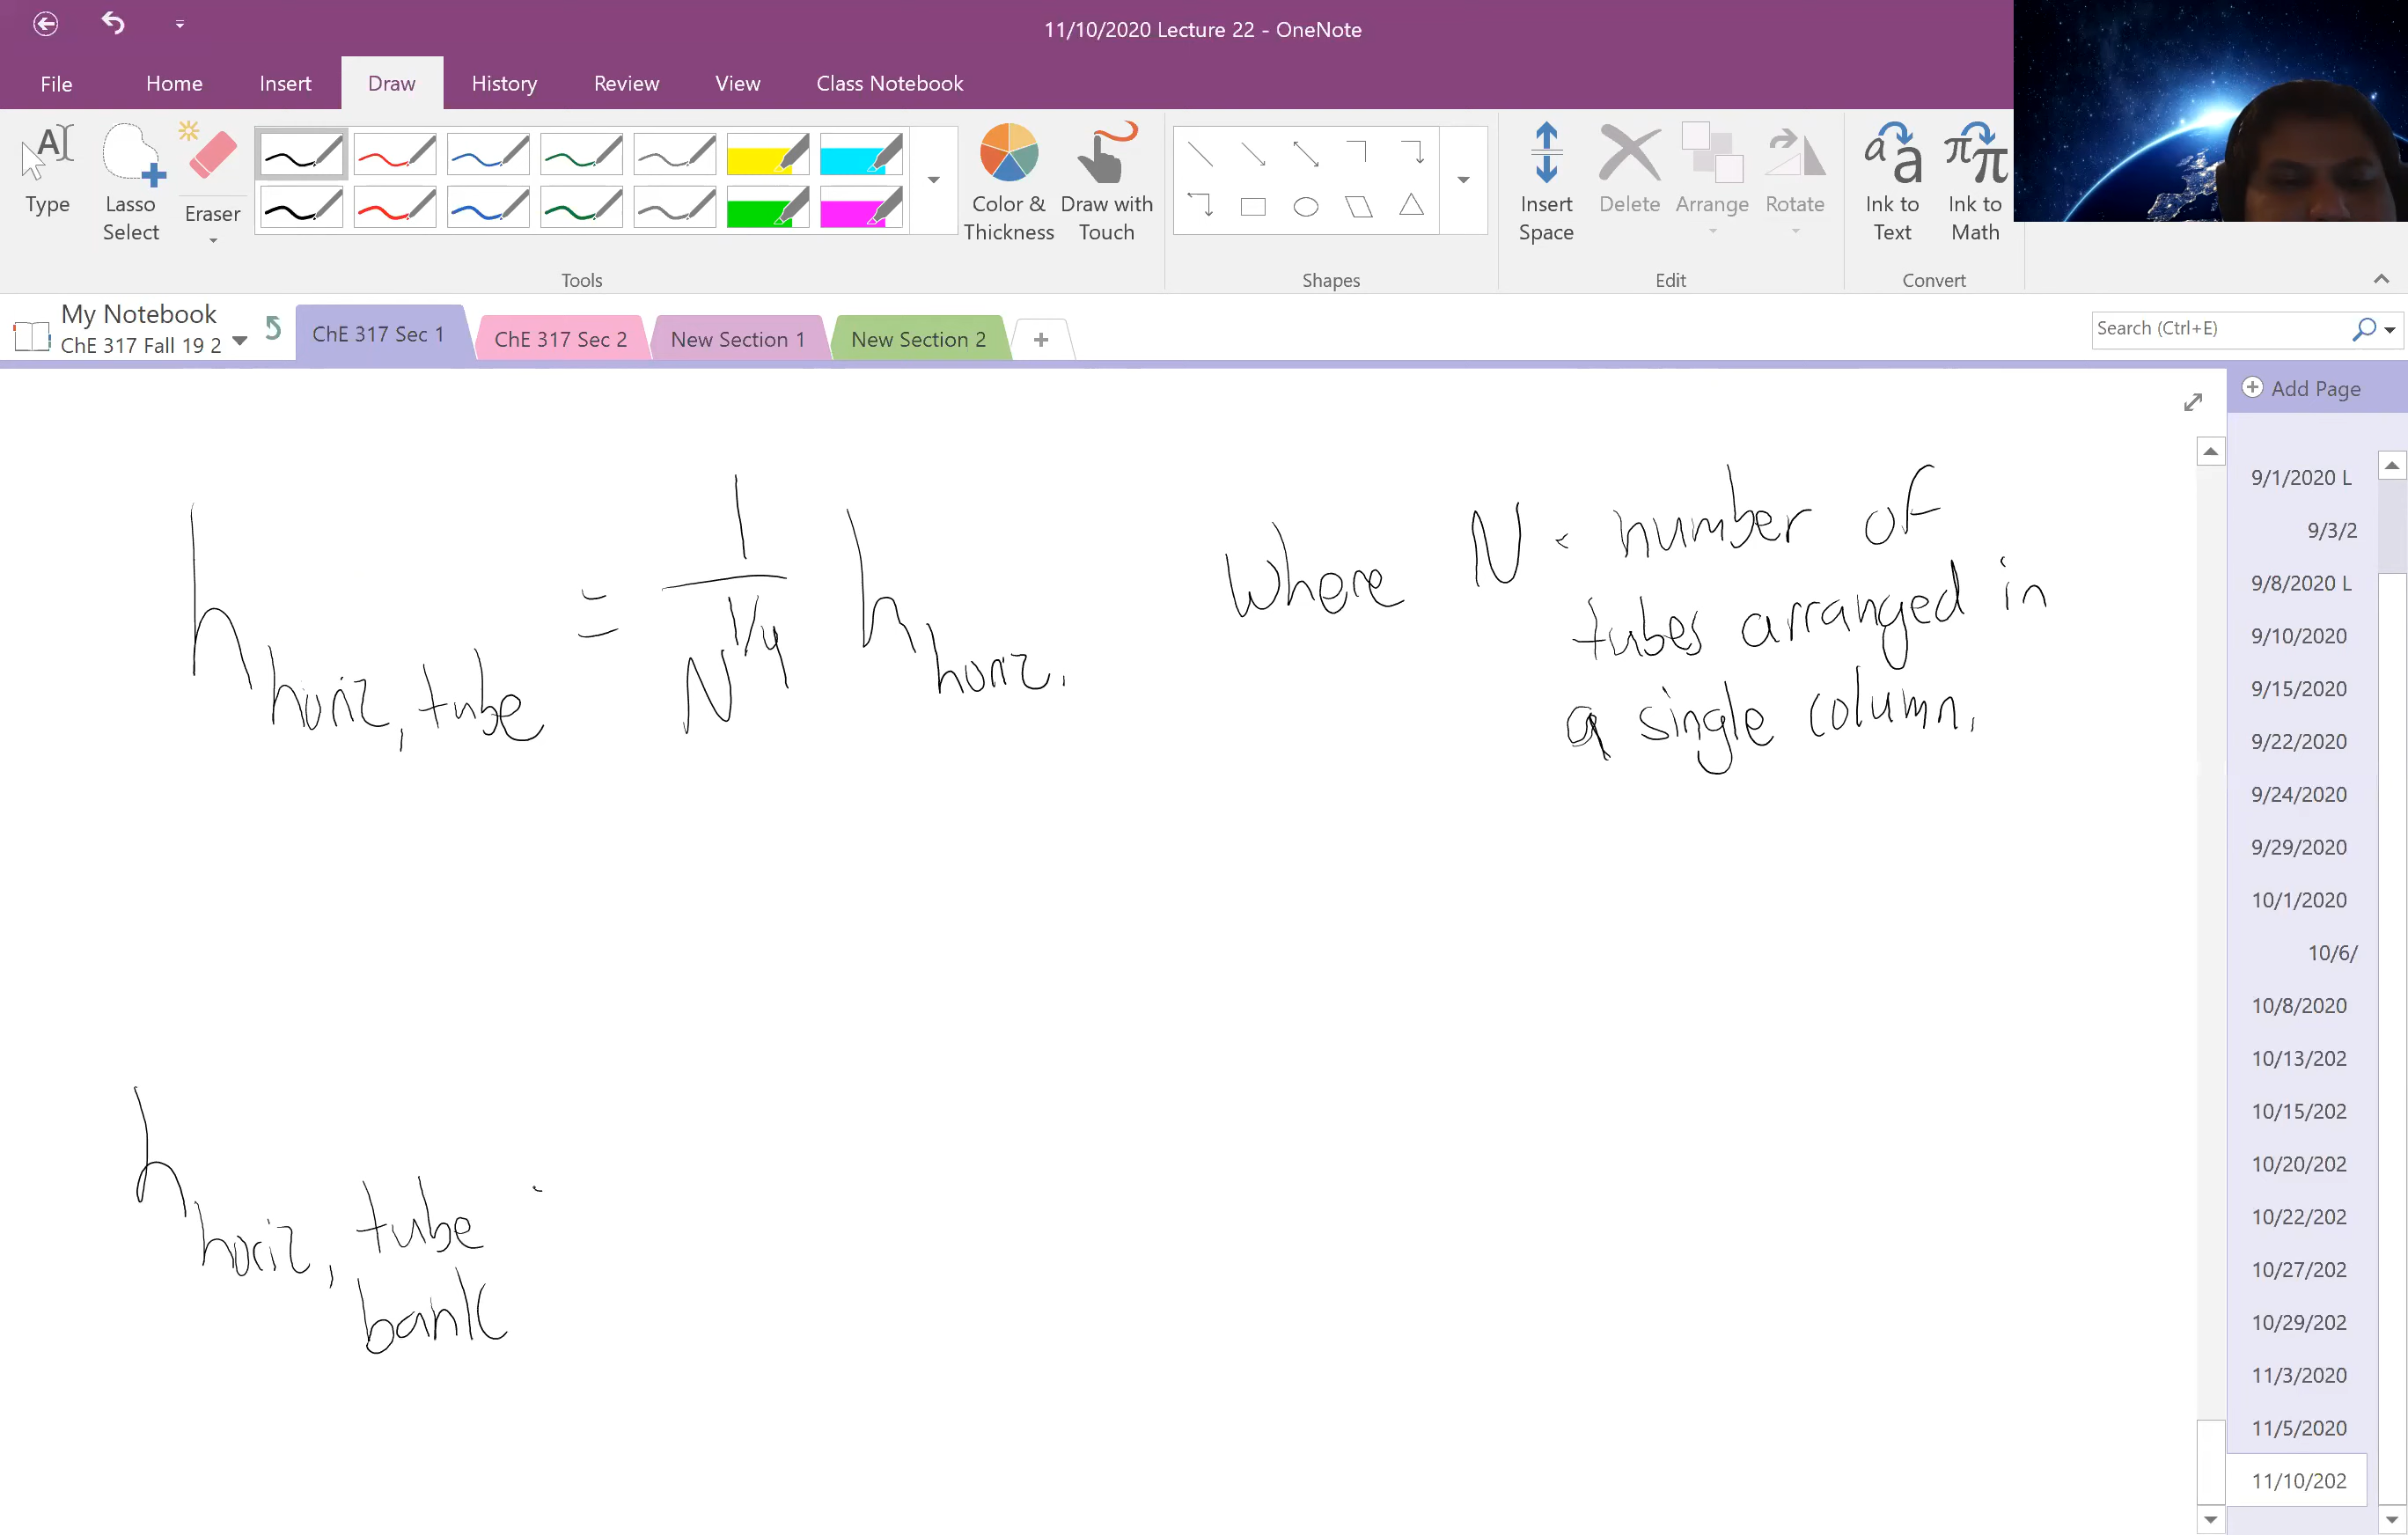 11/10/2020 Lecture 22 - OneNote
File Home Insert Draw History Review View Class Notebook
Type
Lasso Select
Eraser
Color & Thickness
Draw with Touch
Insert Space
Delete
Arrange
Rotate
Ink to Text
Ink to Math
Tools
Shapes
Edit
Convert
My Notebook
ChE 317 Fall 19 2
ChE 317 Sec 1
ChE 317 Sec 2
New Section 1
New Section 2
Search (Ctrl+E)
Add Page
h horiz, tube = 1/N^1/4 h horiz.
Where N = number of
tubes arranged in
a single column.
h horiz, tube
bank
9/1/2020 L
9/3/2
9/8/2020 L
9/10/2020
9/15/2020
9/22/2020
9/24/2020
9/29/2020
10/1/2020
10/6/
10/8/2020
10/13/202
10/15/202
10/20/202
10/22/202
10/27/202
10/29/202
11/3/2020
11/5/2020
11/10/202